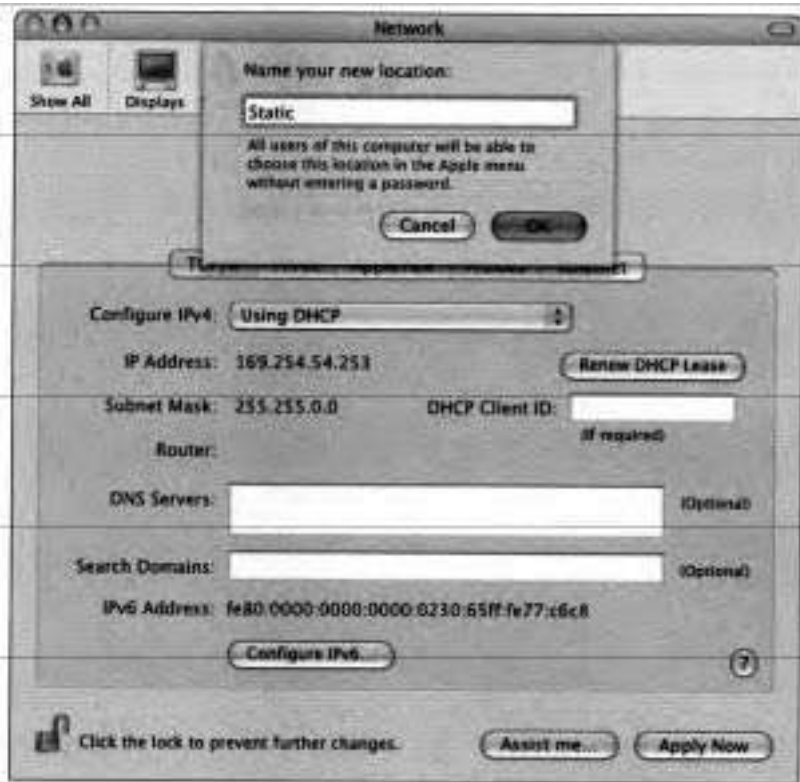 Network
Show All
Displays
Name your new location:
Static
All users of this computer will be able to
choose this location in the Apple menu
without entering a password.
Cancel
OK
Configure IPv4: Using DHCP
IP Address: 169.254.54.253
Renew DHCP Lease
Subnet Mask: 255.255.0.0
DHCP Client ID:
(If required)
Router:
DNS Servers:
(Optional)
Search Domains:
(Optional)
IPv6 Address: fe80:0000:0000:0000:0230:65ff:fe77:c6c8
Configure IPv6...
?
Click the lock to prevent further changes.
Assist me...
Apply Now